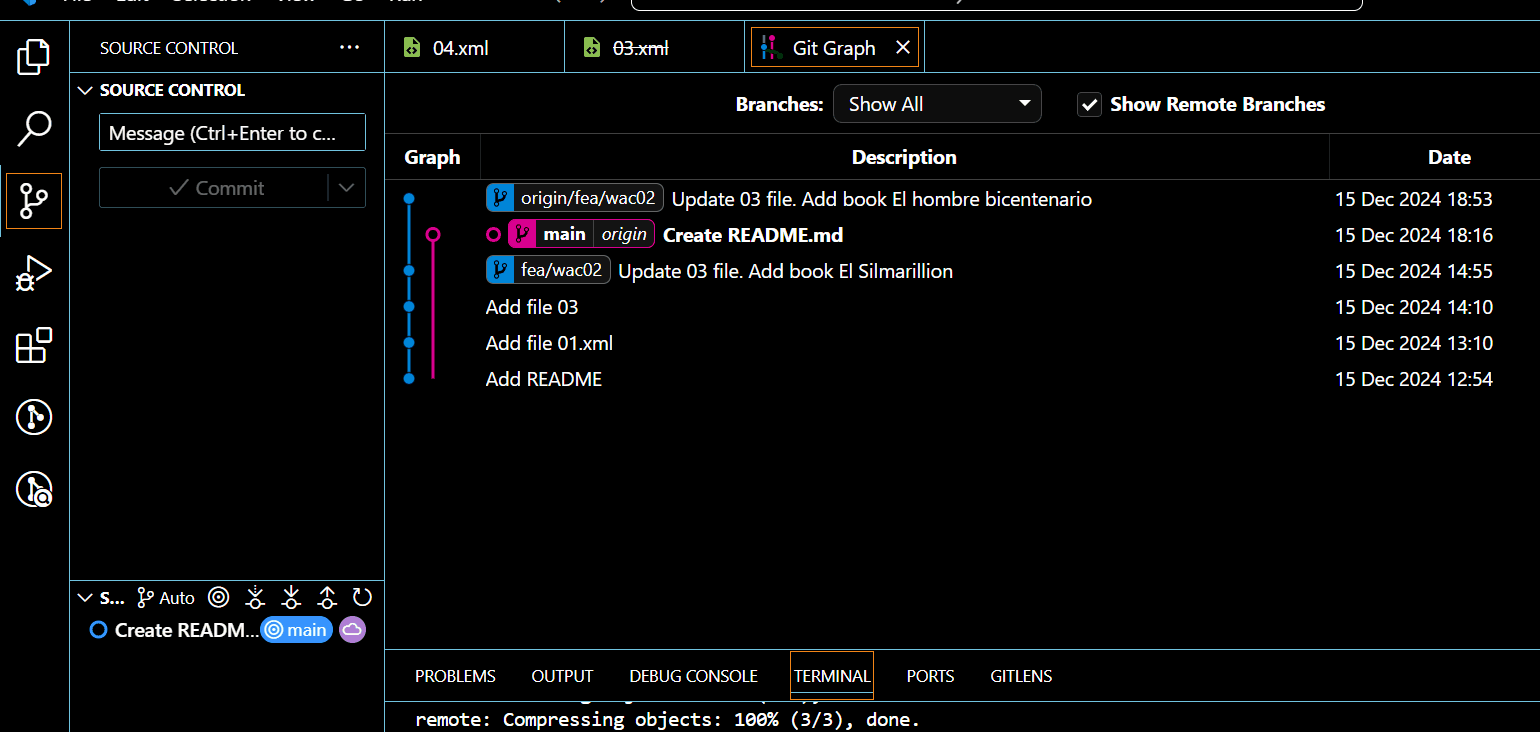 SOURCE CONTROL ···
04.xml
03.xml
Git Graph
SOURCE CONTROL
Message (Ctrl+Enter to c...
Commit
Branches: Show All Show Remote Branches
Graph Description Date
origin/fea/wac02 Update 03 file. Add book El hombre bicentenario 15 Dec 2024 18:53
main origin Create README.md 15 Dec 2024 18:16
fea/wac02 Update 03 file. Add book El Silmarillion 15 Dec 2024 14:55
Add file 03 15 Dec 2024 14:10
Add file 01.xml 15 Dec 2024 13:10
Add README 15 Dec 2024 12:54
S... Auto
Create READM... main
PROBLEMS OUTPUT DEBUG CONSOLE TERMINAL PORTS GITLENS
remote: Compressing objects: 100% (3/3), done.